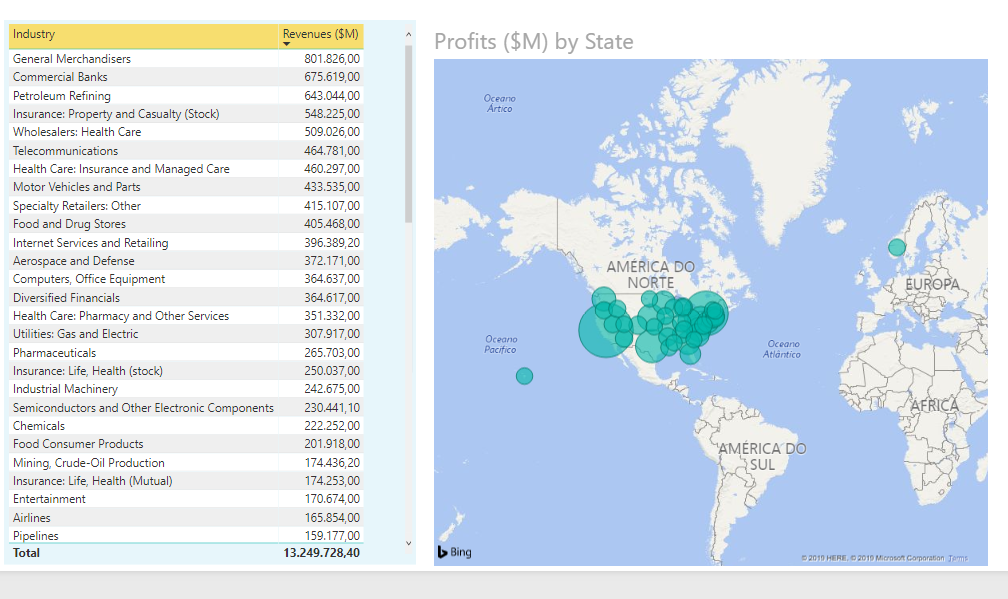 Industry Revenues ($M)
General Merchandisers 801.826,00
Commercial Banks 675.619,00
Petroleum Refining 643.044,00
Insurance: Property and Casualty (Stock) 548.225,00
Wholesalers: Health Care 509.026,00
Telecommunications 464.781,00
Health Care: Insurance and Managed Care 460.297,00
Motor Vehicles and Parts 433.535,00
Specialty Retailers: Other 415.107,00
Food and Drug Stores 405.468,00
Internet Services and Retailing 396.389,20
Aerospace and Defense 372.171,00
Computers, Office Equipment 364.637,00
Diversified Financials 364.617,00
Health Care: Pharmacy and Other Services 351.332,00
Utilities: Gas and Electric 307.917,00
Pharmaceuticals 265.703,00
Insurance: Life, Health (stock) 250.037,00
Industrial Machinery 242.675,00
Semiconductors and Other Electronic Components 230.441,10
Chemicals 222.252,00
Food Consumer Products 201.918,00
Mining, Crude-Oil Production 174.436,20
Insurance: Life, Health (Mutual) 174.253,00
Entertainment 170.674,00
Airlines 165.854,00
Pipelines 159.177,00
Total 13.249.728,40
Profits ($M) by State
Oceano
Ártico
AMÉRICA DO
NORTE
EUROPA
Oceano
Pacífico
Oceano
Atlântico
ÁFRICA
AMÉRICA DO
SUL
Bing
© 2019 HERE, © 2019 Microsoft Corporation Terms